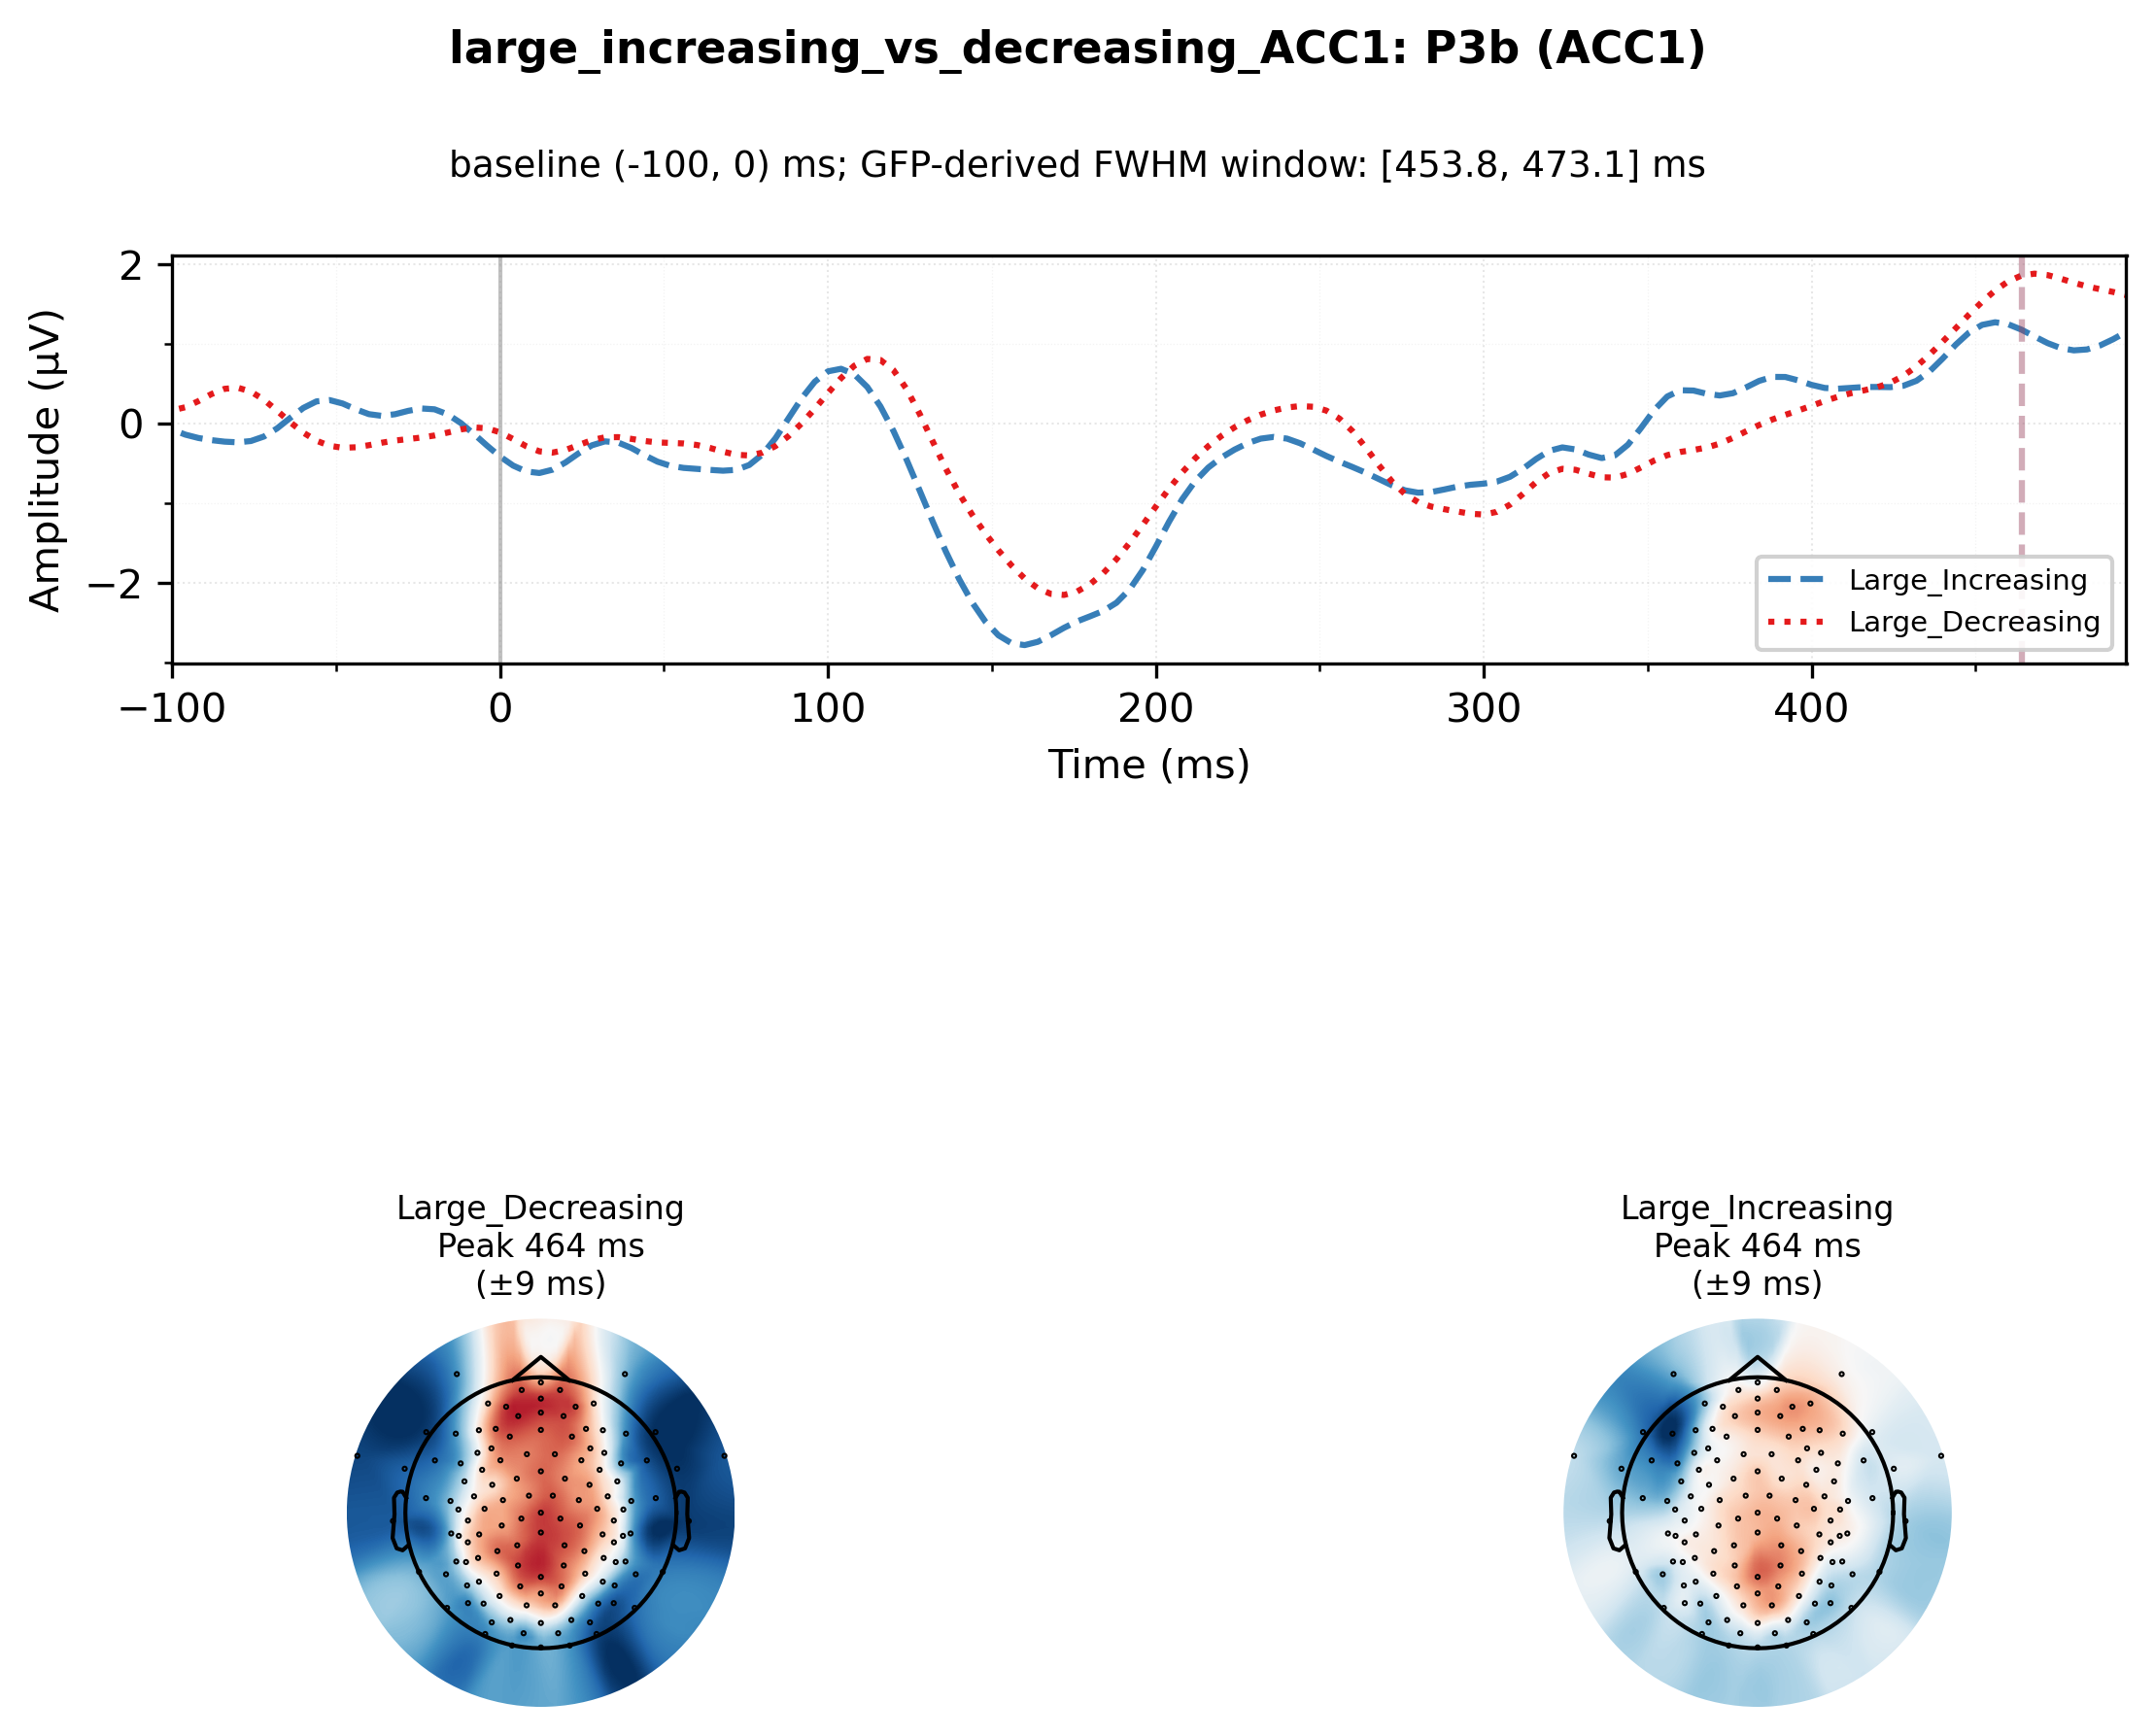 large_increasing_vs_decreasing_ACC1: P3b (ACC1)
baseline (-100, 0) ms; GFP-derived FWHM window: [453.8, 473.1] ms
Amplitude (µV)
2
0
−2
−100
0
100
200
300
400
Time (ms)
Large_Increasing
Large_Decreasing
Large_Decreasing
Peak 464 ms
(±9 ms)
Large_Increasing
Peak 464 ms
(±9 ms)